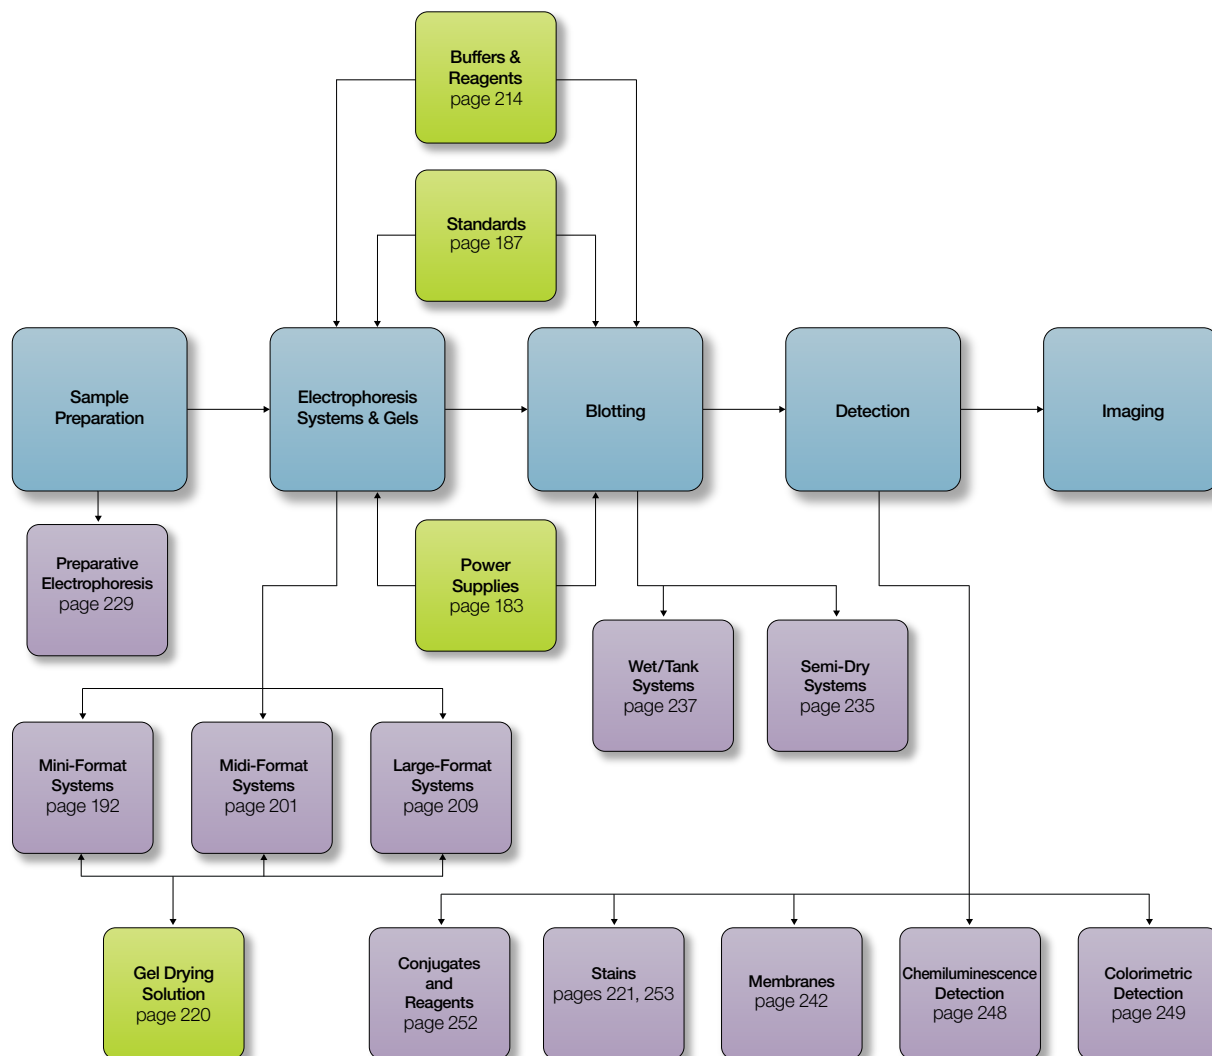 Buffers &
Reagents
page 214
Standards
page 187
Sample
Preparation
Electrophoresis
Systems & Gels
Blotting
Detection
Imaging
Preparative
Electrophoresis
page 229
Power
Supplies
page 183
Wet/Tank
Systems
page 237
Semi-Dry
Systems
page 235
Mini-Format
Systems
page 192
Midi-Format
Systems
page 201
Large-Format
Systems
page 209
Gel Drying
Solution
page 220
Conjugates
and
Reagents
page 252
Stains
pages 221, 253
Membranes
page 242
Chemiluminescence
Detection
page 248
Colorimetric
Detection
page 249